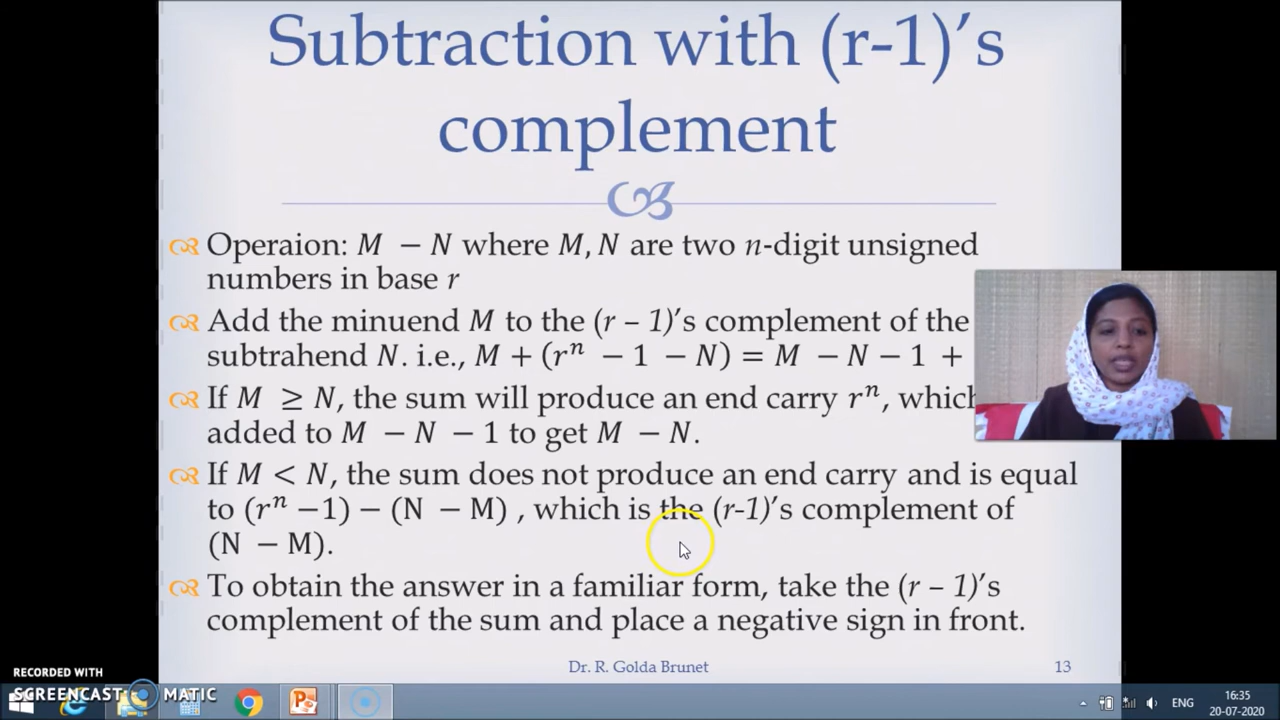 Subtraction with (r-1)'s
complement
Operaion: M − N where M, N are two n-digit unsigned
numbers in base r
Add the minuend M to the (r – 1)'s complement of the
subtrahend N. i.e., M + (rⁿ − 1 − N) = M − N − 1 +
If M ≥ N, the sum will produce an end carry rⁿ, which
added to M − N − 1 to get M − N.
If M < N, the sum does not produce an end carry and is equal
to (rⁿ −1) − (N − M) , which is the (r-1)'s complement of
(N − M).
To obtain the answer in a familiar form, take the (r – 1)'s
complement of the sum and place a negative sign in front.
Dr. R. Golda Brunet
13
RECORDED WITH
SCREENCAST MATIC
ENG
16:35
20-07-2020